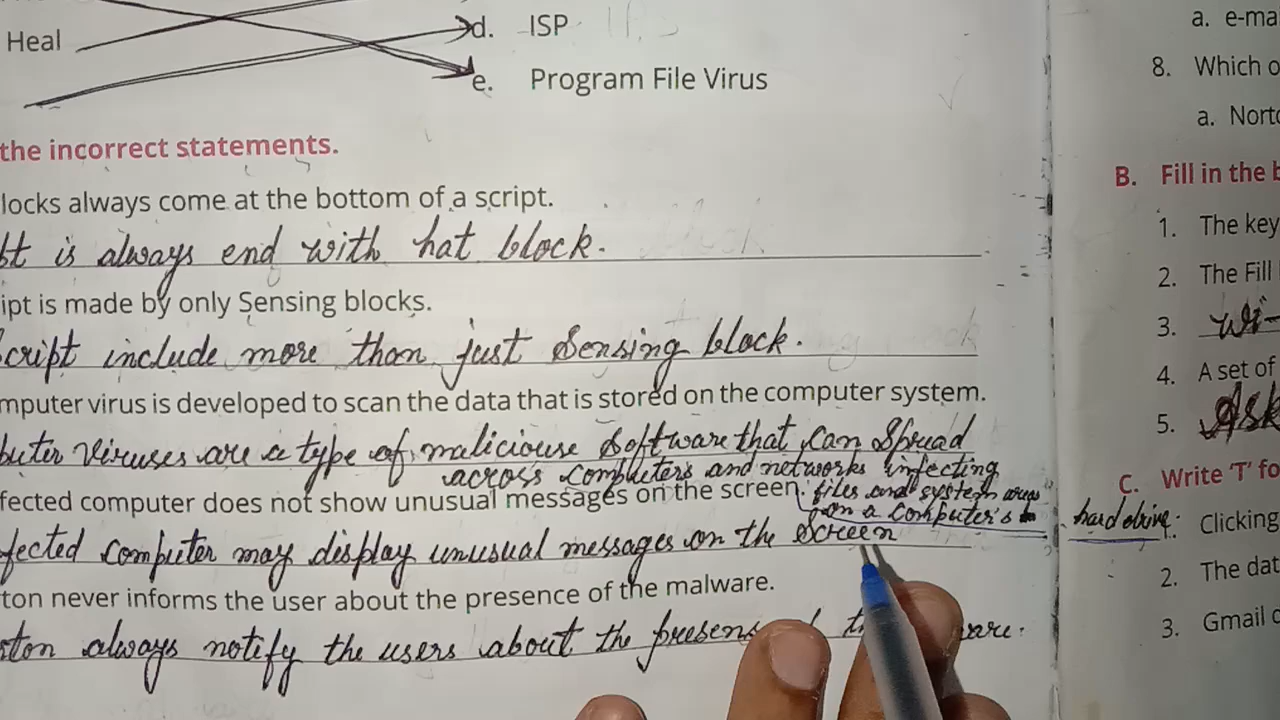 Heal
d. ISP
e. Program File Virus
the incorrect statements.
locks always come at the bottom of a script.
is always end with hat block.
ipt is made by only Sensing blocks.
cript include more than just Sensing block.
mputer virus is developed to scan the data that is stored on the computer system.
puter Viruses are a type of maliciouse Software that can Spread
across computers and networks infecting
fected computer does not show unusual messages on the screen.
files and system areas
on a computer's
hard drive.
fected computer may display unusual messages on the Screen
ton never informs the user about the presence of the malware.
ton always notify the users about the
a. e-ma
8. Which o
a. Norto
B. Fill in the b
1. The key
2. The Fill
3. Wi-
4. A set of
5. Ask
C. Write 'T' fo
1. Clicking
2. The dat
3. Gmail c